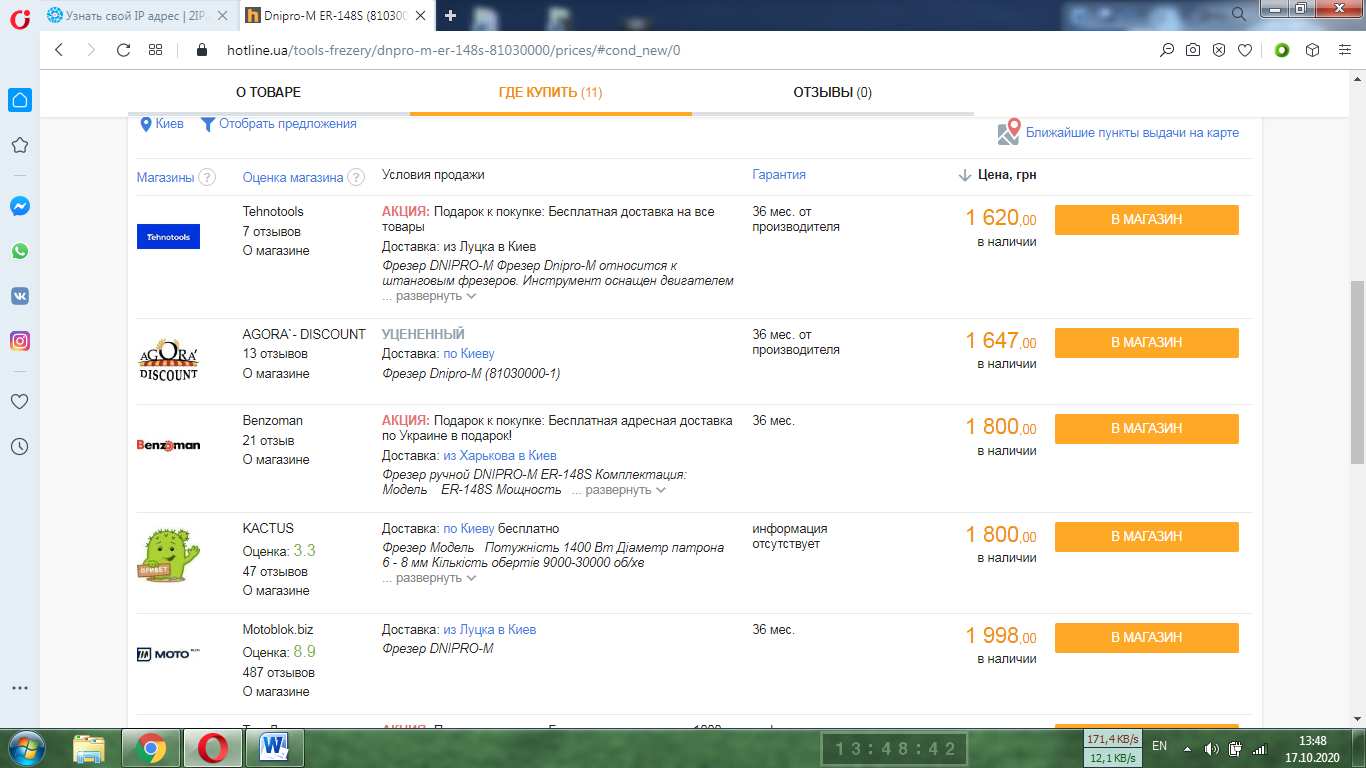 Узнать свой IP адрес | 2IP.
Dnipro-M ER-148S (810300
hotline.ua/tools-frezery/dnpro-m-er-148s-81030000/prices/#cond_new/0
О ТОВАРЕ
ГДЕ КУПИТЬ (11)
ОТЗЫВЫ (0)
Киев
Отобрать предложения
Ближайшие пункты выдачи на карте
Магазины ?
Оценка магазина ?
Условия продажи
Гарантия
Цена, грн
Tehnotools
Tehnotools
7 отзывов
О магазине
АКЦИЯ: Подарок к покупке: Бесплатная доставка на все
товары
Доставка: из Луцка в Киев
Фрезер DNIPRO-M Фрезер Dnipro-M относится к
штанговым фрезеров. Инструмент оснащен двигателем
... развернуть
36 мес. от
производителя
1 620,00
в наличии
В МАГАЗИН
AGORA'
DISCOUNT
AGORA`- DISCOUNT
13 отзывов
О магазине
УЦЕНЕННЫЙ
Доставка: по Киеву
Фрезер Dnipro-M (81030000-1)
36 мес. от
производителя
1 647,00
в наличии
В МАГАЗИН
Benzoman
Benzoman
21 отзыв
О магазине
АКЦИЯ: Подарок к покупке: Бесплатная адресная доставка
по Украине в подарок!
Доставка: из Харькова в Киев
Фрезер ручной DNIPRO-M ER-148S Комплектация:
Модель ER-148S Мощность ... развернуть
36 мес.
1 800,00
в наличии
В МАГАЗИН
ПРИВЕТ
KACTUS
Оценка: 3.3
47 отзывов
О магазине
Доставка: по Киеву бесплатно
Фрезер Модель Потужність 1400 Вт Діаметр патрона
6 - 8 мм Кількість обертів 9000-30000 об/хв
... развернуть
информация
отсутствует
1 800,00
в наличии
В МАГАЗИН
MOTO
Motoblok.biz
Оценка: 8.9
487 отзывов
О магазине
Доставка: из Луцка в Киев
Фрезер DNIPRO-M
36 мес.
1 998,00
в наличии
В МАГАЗИН
13:48:42
171,4 KB/s
12,1 KB/s
EN
13:48
17.10.2020